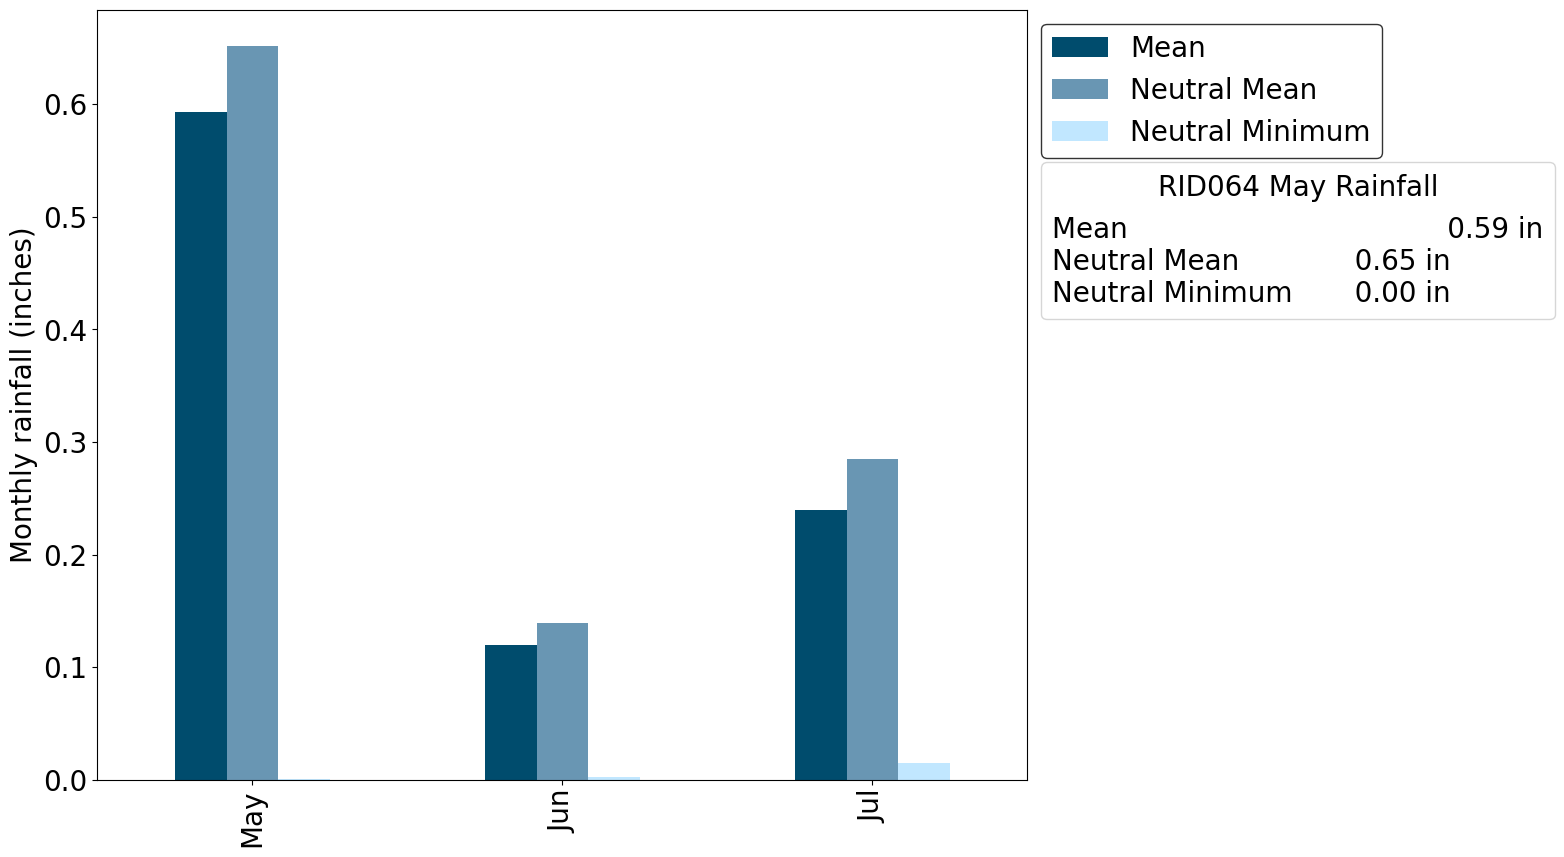 Monthly rainfall (inches)
0.6
0.5
0.4
0.3
0.2
0.1
0.0
May
Jun
Jul
Mean
Neutral Mean
Neutral Minimum
RID064 May Rainfall
Mean 0.59 in
Neutral Mean 0.65 in
Neutral Minimum 0.00 in